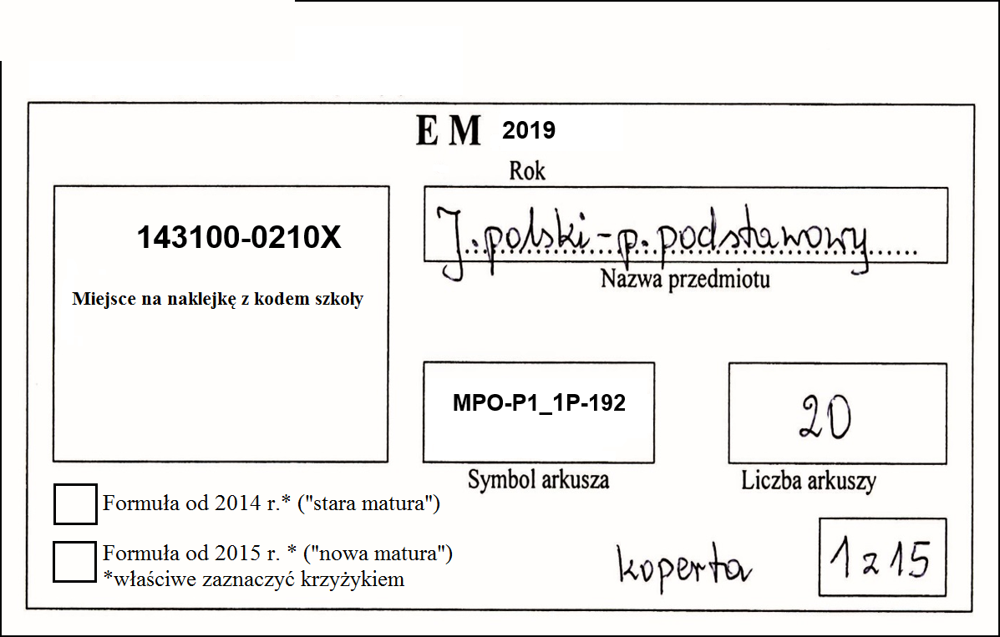 E M 2019
Rok
143100-0210X
Miejsce na naklejkę z kodem szkoły
J. polski - p. podstawowy
Nazwa przedmiotu
MPO-P1_1P-192
Symbol arkusza
20
Liczba arkuszy
Formuła od 2014 r.* ("stara matura")
Formuła od 2015 r. * ("nowa matura")
*właściwe zaznaczyć krzyżykiem
koperta 1 z 15